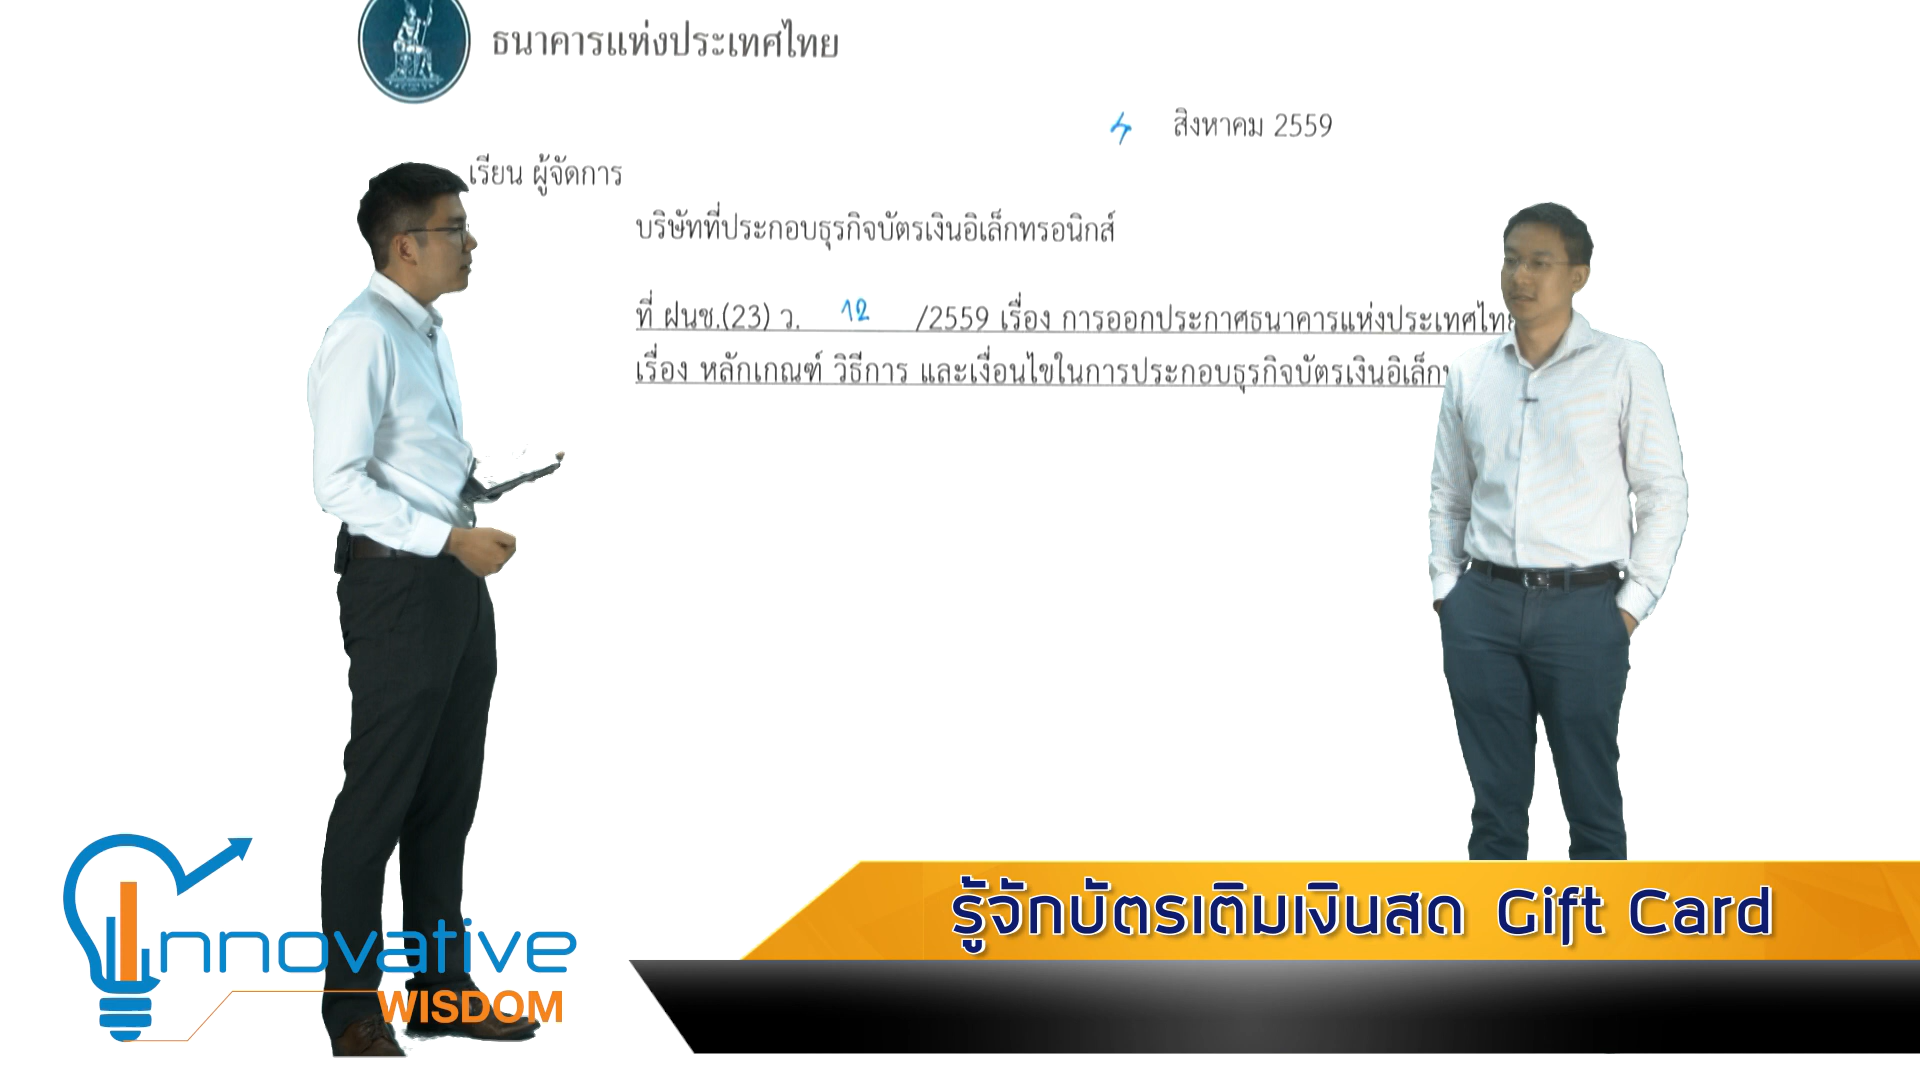 ธนาคารแห่งประเทศไทย
4 สิงหาคม 2559
เรียน ผู้จัดการ
บริษัทที่ประกอบธุรกิจบัตรเงินอิเล็กทรอนิกส์
ที่ ฝนช.(23) ว. 12 /2559 เรื่อง การออกประกาศธนาคารแห่งประเทศไทย
เรื่อง หลักเกณฑ์ วิธีการ และเงื่อนไขในการประกอบธุรกิจบัตรเงินอิเล็ก
รู้จักบัตรเติมเงินสด Gift Card
Innovative
WISDOM